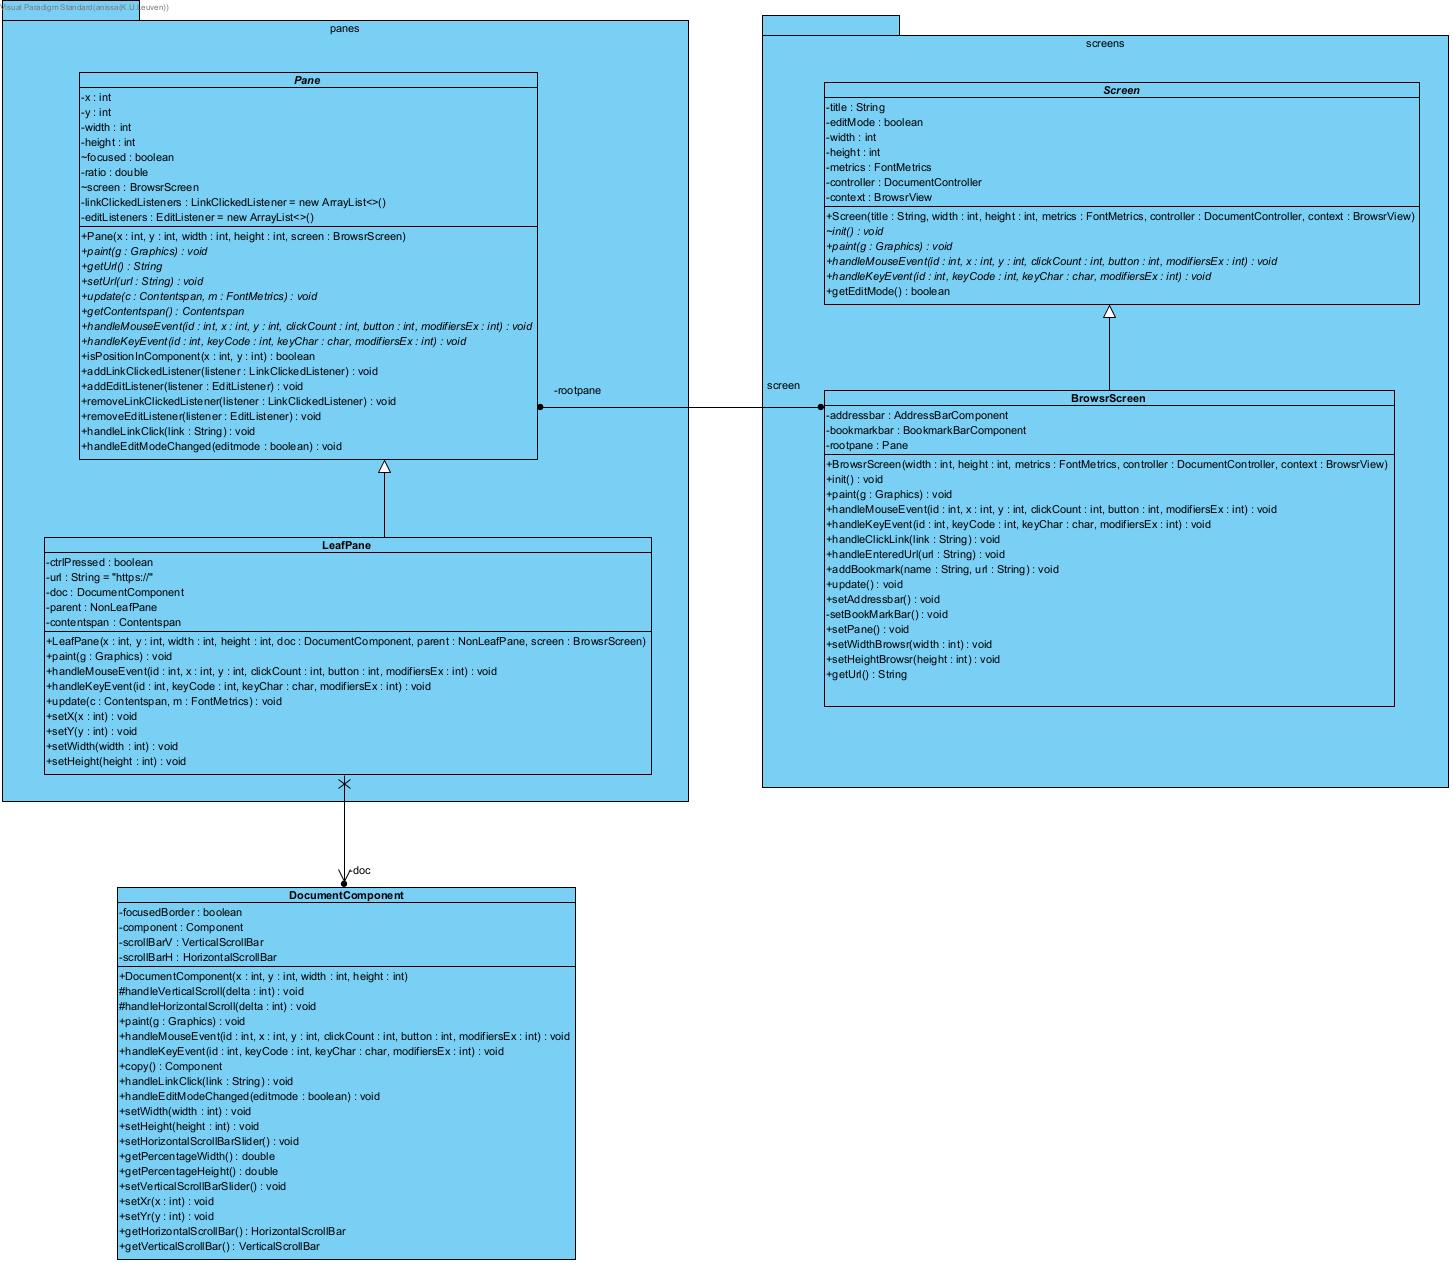 Visual Paradigm Standard(anissa(K.U.Leuven))
panes
Pane
-x : int
-y : int
-width : int
-height : int
~focused : boolean
-ratio : double
~screen : BrowsrScreen
-linkClickedListeners : LinkClickedListener = new ArrayList<>()
-editListeners : EditListener = new ArrayList<>()
+Pane(x : int, y : int, width : int, height : int, screen : BrowsrScreen)
+paint(g : Graphics) : void
+getUrl() : String
+setUrl(url : String) : void
+update(c : Contentspan, m : FontMetrics) : void
+getContentspan() : Contentspan
+handleMouseEvent(id : int, x : int, y : int, clickCount : int, button : int, modifiersEx : int) : void
+handleKeyEvent(id : int, keyCode : int, keyChar : char, modifiersEx : int) : void
+isPositionInComponent(x : int, y : int) : boolean
+addLinkClickedListener(listener : LinkClickedListener) : void
+addEditListener(listener : EditListener) : void
+removeLinkClickedListener(listener : LinkClickedListener) : void
+removeEditListener(listener : EditListener) : void
+handleLinkClick(link : String) : void
+handleEditModeChanged(editmode : boolean) : void
-rootpane
screen
LeafPane
-ctrlPressed : boolean
-url : String = "https://"
-doc : DocumentComponent
-parent : NonLeafPane
-contentspan : Contentspan
+LeafPane(x : int, y : int, width : int, height : int, doc : DocumentComponent, parent : NonLeafPane, screen : BrowsrScreen)
+paint(g : Graphics) : void
+handleMouseEvent(id : int, x : int, y : int, clickCount : int, button : int, modifiersEx : int) : void
+handleKeyEvent(id : int, keyCode : int, keyChar : char, modifiersEx : int) : void
+update(c : Contentspan, m : FontMetrics) : void
+setX(x : int) : void
+setY(y : int) : void
+setWidth(width : int) : void
+setHeight(height : int) : void
-doc
DocumentComponent
-focusedBorder : boolean
-component : Component
-scrollBarV : VerticalScrollBar
-scrollBarH : HorizontalScrollBar
+DocumentComponent(x : int, y : int, width : int, height : int)
#handleVerticalScroll(delta : int) : void
#handleHorizontalScroll(delta : int) : void
+paint(g : Graphics) : void
+handleMouseEvent(id : int, x : int, y : int, clickCount : int, button : int, modifiersEx : int) : void
+handleKeyEvent(id : int, keyCode : int, keyChar : char, modifiersEx : int) : void
+copy() : Component
+handleLinkClick(link : String) : void
+handleEditModeChanged(editmode : boolean) : void
+setWidth(width : int) : void
+setHeight(height : int) : void
+setHorizontalScrollBarSlider() : void
+getPercentageWidth() : double
+getPercentageHeight() : double
+setVerticalScrollBarSlider() : void
+setXr(x : int) : void
+setYr(y : int) : void
+getHorizontalScrollBar() : HorizontalScrollBar
+getVerticalScrollBar() : VerticalScrollBar
screens
Screen
-title : String
-editMode : boolean
-width : int
-height : int
-metrics : FontMetrics
-controller : DocumentController
-context : BrowsrView
+Screen(title : String, width : int, height : int, metrics : FontMetrics, controller : DocumentController, context : BrowsrView)
~init() : void
+paint(g : Graphics) : void
+handleMouseEvent(id : int, x : int, y : int, clickCount : int, button : int, modifiersEx : int) : void
+handleKeyEvent(id : int, keyCode : int, keyChar : char, modifiersEx : int) : void
+getEditMode() : boolean
BrowsrScreen
-addressbar : AddressBarComponent
-bookmarkbar : BookmarkBarComponent
-rootpane : Pane
+BrowsrScreen(width : int, height : int, metrics : FontMetrics, controller : DocumentController, context : BrowsrView)
+init() : void
+paint(g : Graphics) : void
+handleMouseEvent(id : int, x : int, y : int, clickCount : int, button : int, modifiersEx : int) : void
+handleKeyEvent(id : int, keyCode : int, keyChar : char, modifiersEx : int) : void
+handleClickLink(link : String) : void
+handleEnteredUrl(url : String) : void
+addBookmark(name : String, url : String) : void
+update() : void
+setAddressbar() : void
-setBookMarkBar() : void
+setPane() : void
+setWidthBrowsr(width : int) : void
+setHeightBrowsr(height : int) : void
+getUrl() : String